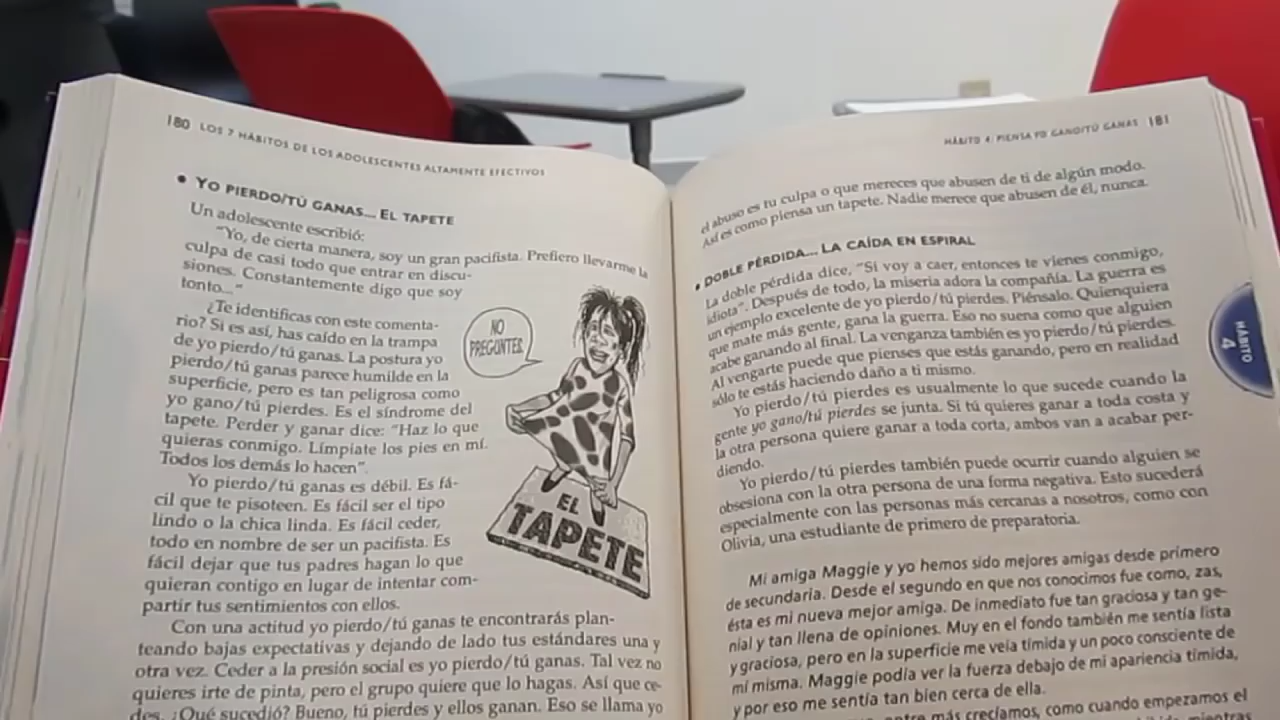 180 LOS 7 HÁBITOS DE LOS ADOLESCENTES ALTAMENTE EFECTIVOS
• YO PIERDO/TÚ GANAS... EL TAPETE
Un adolescente escribió:
"Yo, de cierta manera, soy un gran pacifista. Prefiero llevarme la
culpa de casi todo que entrar en discu-
siones. Constantemente digo que soy
tonto..."
¿Te identificas con este comenta-
rio? Si es así, has caído en la trampa
de yo pierdo/tú ganas. La postura yo
pierdo/tú ganas parece humilde en la
superficie, pero es tan peligrosa como
yo gano/tú pierdes. Es el síndrome del
tapete. Perder y ganar dice: "Haz lo que
quieras conmigo. Límpiate los pies en mí.
Todos los demás lo hacen".
Yo pierdo/tú ganas es débil. Es fá-
cil que te pisoteen. Es fácil ser el tipo
lindo o la chica linda. Es fácil ceder,
todo en nombre de ser un pacifista. Es
fácil dejar que tus padres hagan lo que
quieran contigo en lugar de intentar com-
partir tus sentimientos con ellos.
Con una actitud yo pierdo/tú ganas te encontrarás plan-
teando bajas expectativas y dejando de lado tus estándares una y
otra vez. Ceder a la presión social es yo pierdo/tú ganas. Tal vez no
quieres irte de pinta, pero el grupo quiere que lo hagas. Así que ce-
des. ¿Qué sucedió? Bueno, tú pierdes y ellos ganan. Eso se llama yo
NO
PREGUNTES
EL
TAPETE
HÁBITO 4: PIENSA YO GANO/TÚ GANAS 181
el abuso es tu culpa o que mereces que abusen de ti de algún modo.
Así es como piensa un tapete. Nadie merece que abusen de él, nunca.
• DOBLE PÉRDIDA... LA CAÍDA EN ESPIRAL
La doble pérdida dice, "Si voy a caer, entonces te vienes conmigo,
idiota". Después de todo, la miseria adora la compañía. La guerra es
un ejemplo excelente de yo pierdo/tú pierdes. Piénsalo. Quienquiera
que mate más gente, gana la guerra. Eso no suena como que alguien
acabe ganando al final. La venganza también es yo pierdo/tú pierdes.
Al vengarte puede que pienses que estás ganando, pero en realidad
sólo te estás haciendo daño a ti mismo.
Yo pierdo/tú pierdes es usualmente lo que sucede cuando la
gente yo gano/tú pierdes se junta. Si tú quieres ganar a toda costa y
la otra persona quiere ganar a toda corta, ambos van a acabar per-
diendo.
Yo pierdo/tú pierdes también puede ocurrir cuando alguien se
obsesiona con la otra persona de una forma negativa. Esto sucederá
especialmente con las personas más cercanas a nosotros, como con
Olivia, una estudiante de primero de preparatoria.
Mi amiga Maggie y yo hemos sido mejores amigas desde primero
de secundaria. Desde el segundo en que nos conocimos fue como, zas,
ésta es mi nueva mejor amiga. De inmediato fue tan graciosa y tan ge-
nial y tan llena de opiniones. Muy en el fondo también me sentía lista
y graciosa, pero en la superficie me veía tímida y un poco consciente de
mí misma. Maggie podía ver la fuerza debajo de mi apariencia tímida,
y por eso me sentía tan bien cerca de ella.
más crecíamos, como cuando empezamos el
HÁBITO
4